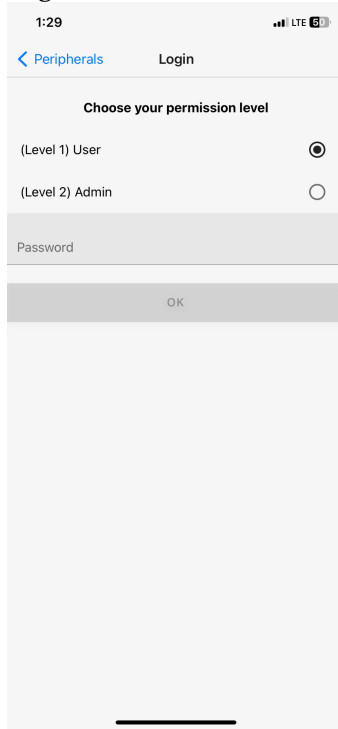 1:29
LTE 50
Peripherals
Login
Choose your permission level
(Level 1) User
(Level 2) Admin
Password
OK